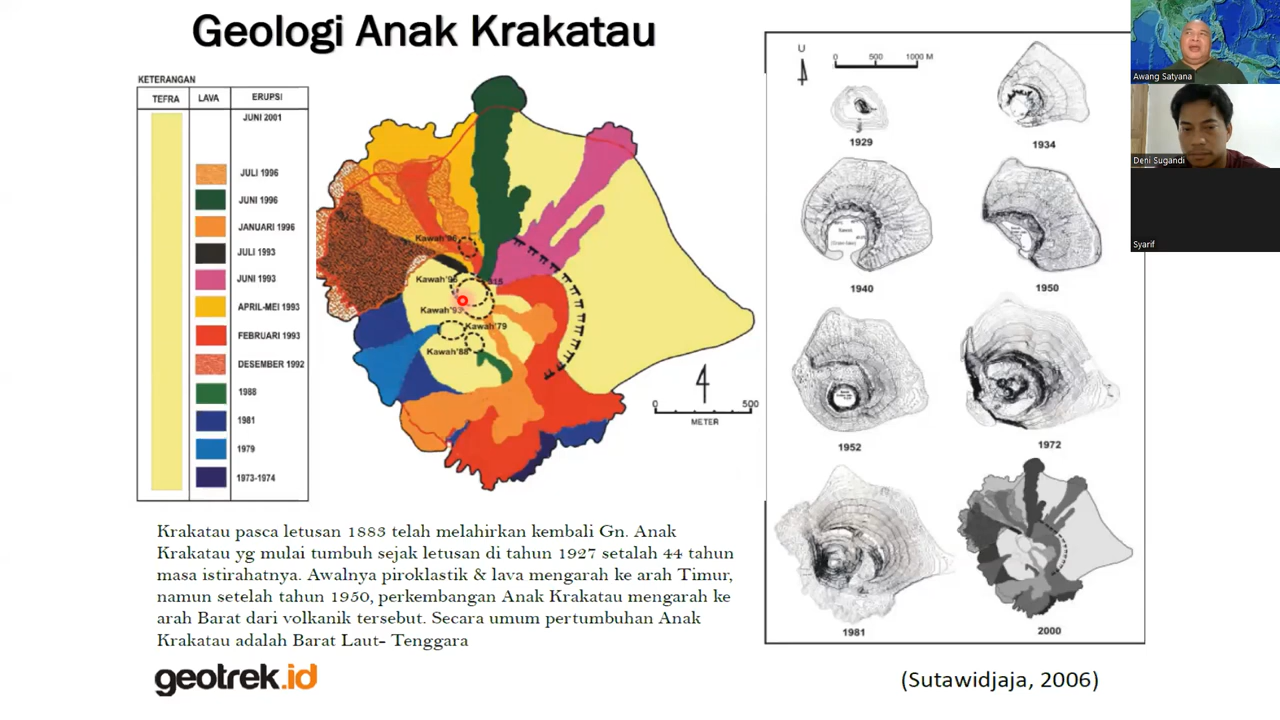 Geologi Anak Krakatau
KETERANGAN
TEFRA LAVA ERUPSI
JUNI 2001
JULI 1996
JUNI 1996
JANUARI 1996
JULI 1993
JUNI 1993
APRIL-MEI 1993
FEBRUARI 1993
DESEMBER 1992
1988
1981
1979
1973-1974
Kawah'96
Kawah'95
315
Kawah'93
Kawah'79
Kawah'88
0 500
METER
Krakatau pasca letusan 1883 telah melahirkan kembali Gn. Anak
Krakatau yg mulai tumbuh sejak letusan di tahun 1927 setalah 44 tahun
masa istirahatnya. Awalnya piroklastik & lava mengarah ke arah Timur,
namun setelah tahun 1950, perkembangan Anak Krakatau mengarah ke
arah Barat dari volkanik tersebut. Secara umum pertumbuhan Anak
Krakatau adalah Barat Laut– Tenggara
geotrek.id
U
0 500 1000 M
1929
1934
Kawah
1940
1950
1952
1972
1981
2000
(Sutawidjaja, 2006)
Awang Satyana
Deni Sugandi
Syarif